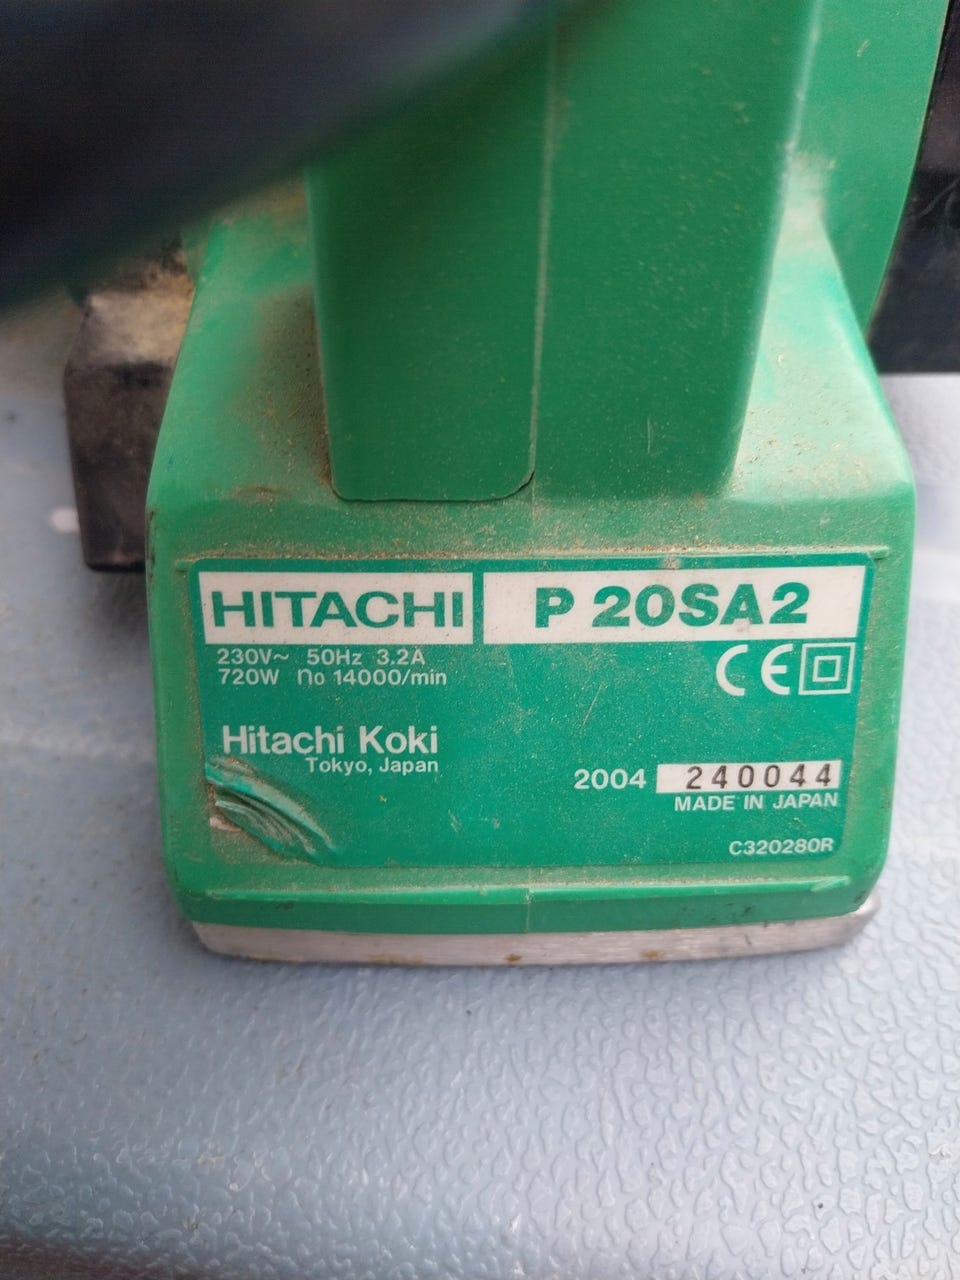 HITACHI P 20SA2
230V~ 50Hz 3.2A
720W no 14000/min
CE
Hitachi Koki
Tokyo, Japan
2004 240044
MADE IN JAPAN
C320280R